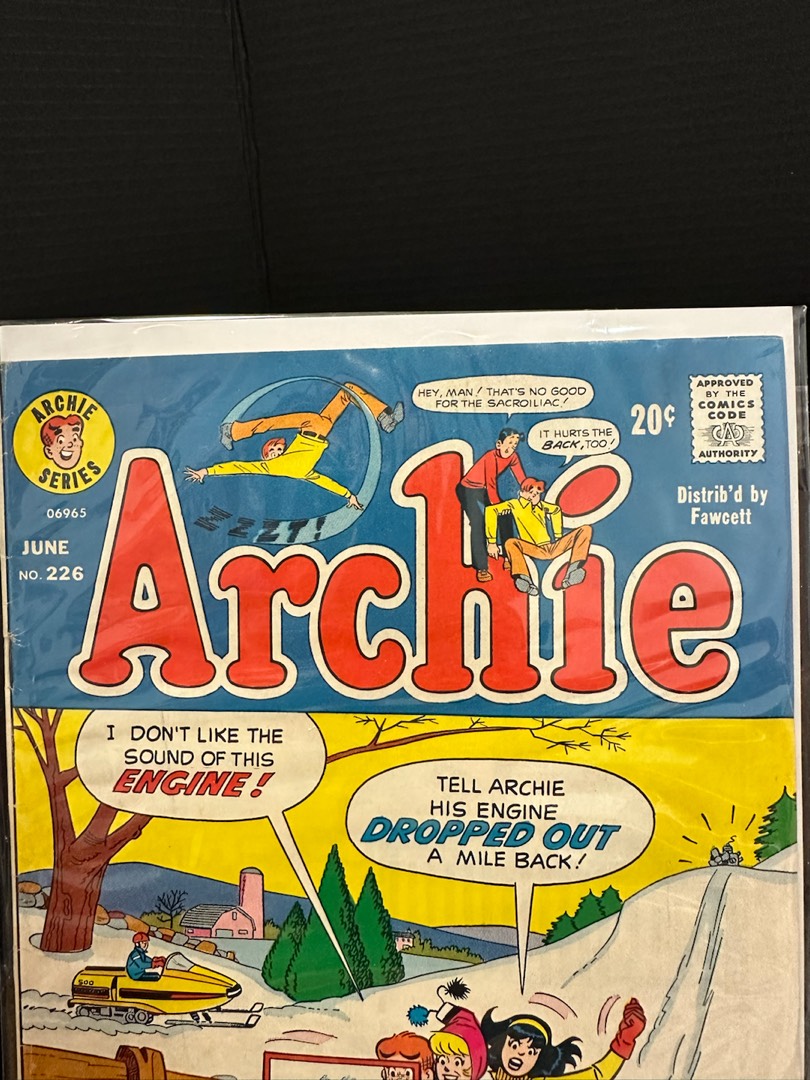 ARCHIE
SERIES
06965
JUNE
NO. 226
HEY, MAN! THAT'S NO GOOD
FOR THE SACROILIAC!
IT HURTS THE
BACK, TOO!
20¢
APPROVED
BY THE
COMICS
CODE
CA
AUTHORITY
Distrib'd by
Fawcett
Archie
I DON'T LIKE THE
SOUND OF THIS
ENGINE!
TELL ARCHIE
HIS ENGINE
DROPPED OUT
A MILE BACK!
500